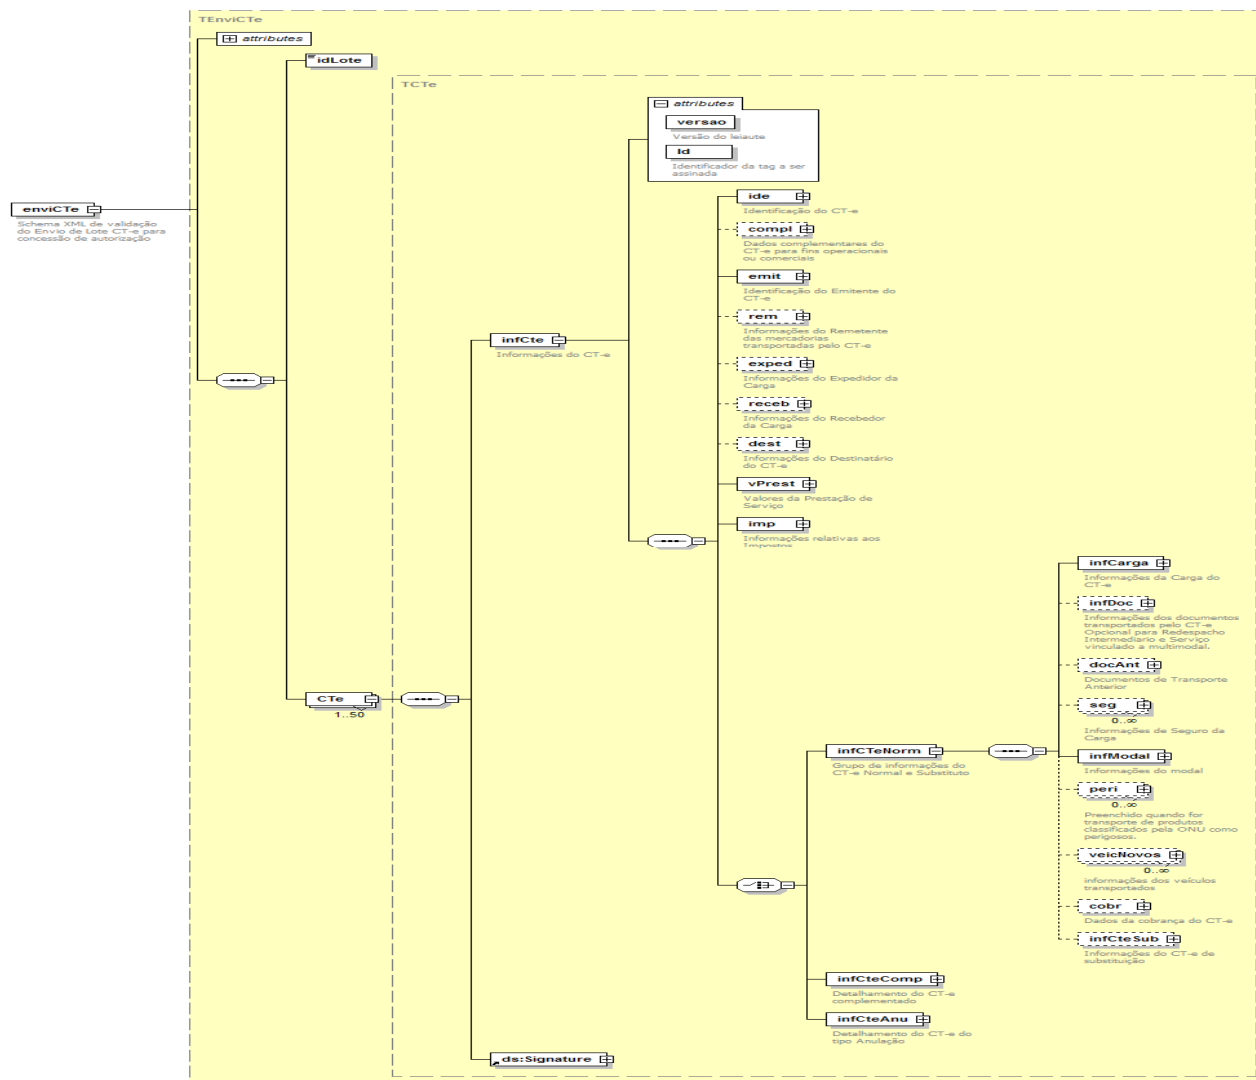 TEnviCTe
attributes
idLote
TCTe
attributes
versao
Versão do leiaute
Id
Identificador da tag a ser
assinada
enviCTe
Schema XML de validação
do Envio de Lote CT-e para
concessão de autorização
ide
Identificação do CT-e
compl
Dados complementares do
CT-e para fins operacionais
ou comerciais
emit
Identificação do Emitente do
CT-e
rem
Informações do Remetente
das mercadorias
transportadas pelo CT-e
infCte
Informações do CT-e
exped
Informações do Expedidor da
Carga
receb
Informações do Recebedor
da Carga
dest
Informações do Destinatário
do CT-e
vPrest
Valores da Prestação de
Serviço
imp
Informações relativas aos
Impostos
infCarga
Informações da Carga do
CT-e
infDoc
Informações dos documentos
transportados pelo CT-e
Opcional para Redespacho
Intermediario e Serviço
vinculado a multimodal.
docAnt
Documentos de Transporte
Anterior
seg
0..∞
Informações de Seguro da
Carga
CTe
1..50
infCTeNorm
Grupo de informações do
CT-e Normal e Substituto
infModal
Informações do modal
peri
0..∞
Preenchido quando for
transporte de produtos
classificados pela ONU como
perigosos.
veicNovos
0..∞
informações dos veículos
transportados
cobr
Dados da cobrança do CT-e
infCteSub
Informações do CT-e de
substituição
infCteComp
Detalhamento do CT-e
complementado
infCteAnu
Detalhamento do CT-e do
tipo Anulação
ds:Signature